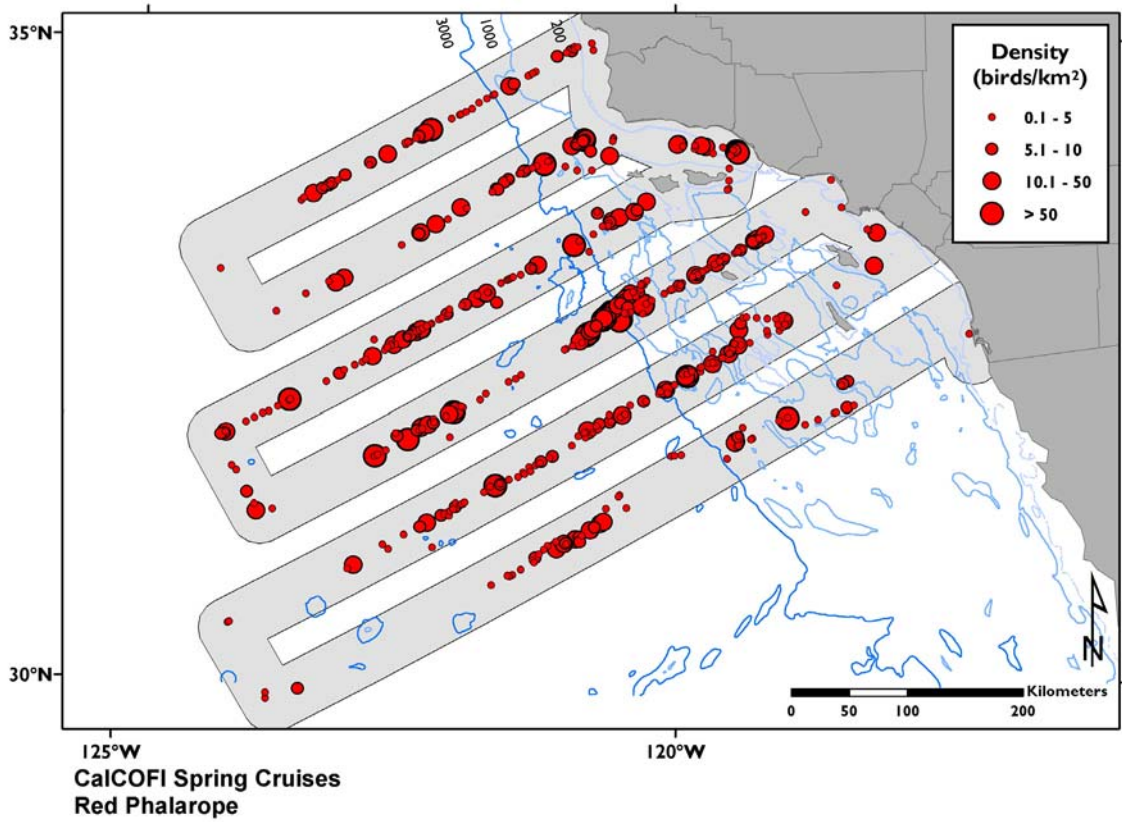 35°N
3000
1000
200
Density
(birds/km²)
0.1 - 5
5.1 - 10
10.1 - 50
> 50
30°N
N
Kilometers
0 50 100 200
125°W 120°W
CalCOFI Spring Cruises
Red Phalarope